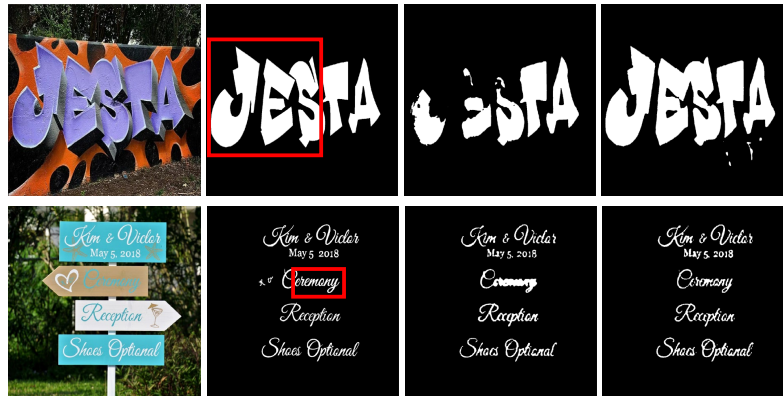 JESTA
JESTA
STA
JESTA
Kim & Victor
May 5, 2018
Ceremony
Reception
Shoes Optional
Kim & Victor
May 5 2018
Ceremony
Reception
Shoes Optional
Kim & Victor
May 5, 2018
Reception
Shoes Optional
Kim & Victor
May 5, 2018
Ceremony
Reception
Shoes Optional